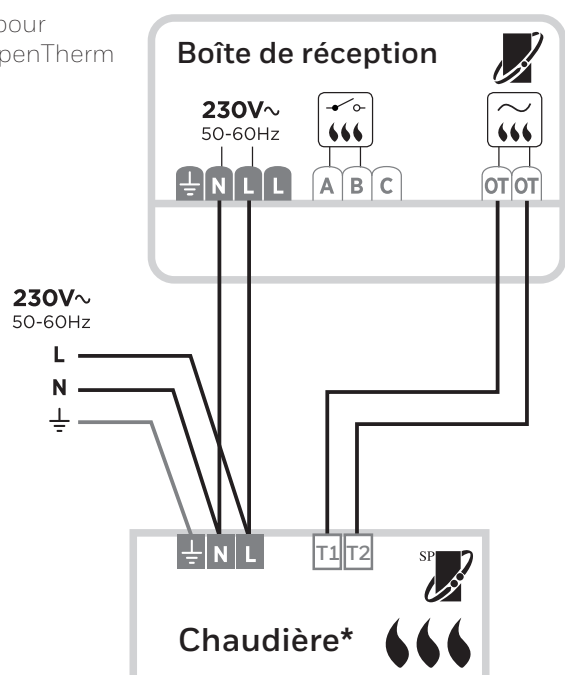 pour
penTherm
Boîte de réception
230V~
50-60Hz
N L L
A B C
OT OT
230V~
50-60Hz
L
N
N L
T1 T2
SP
Chaudière*